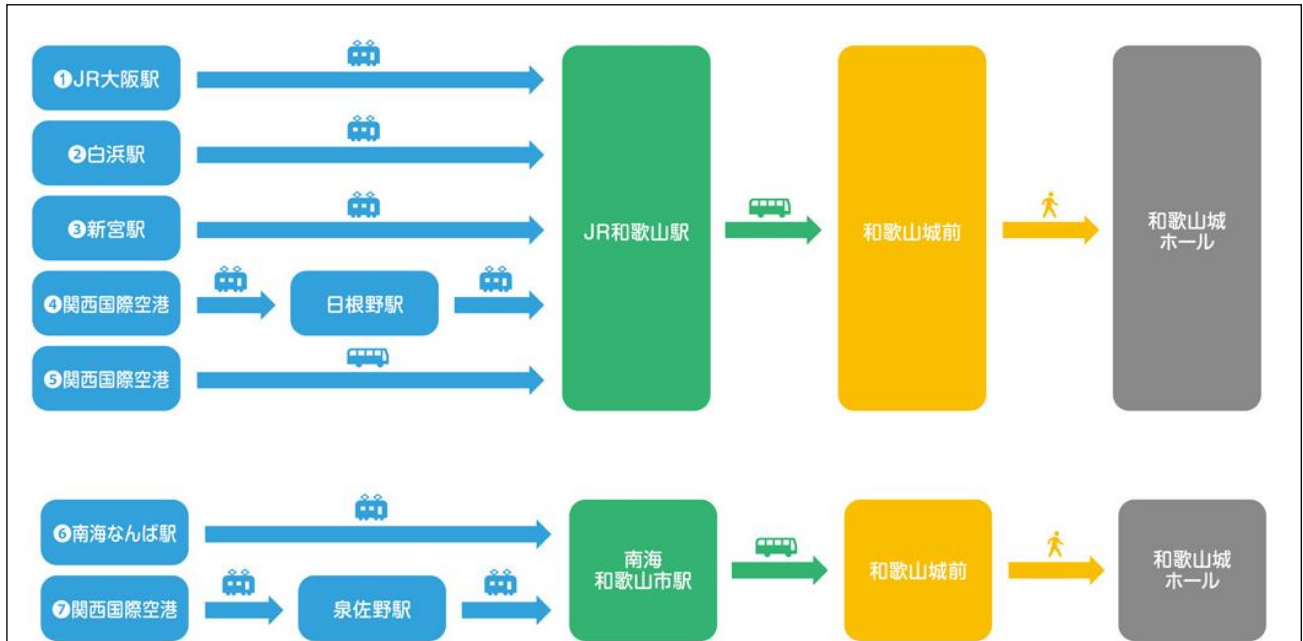 ❶JR大阪駅
❷白浜駅
❸新宮駅
❹関西国際空港
日根野駅
❺関西国際空港
JR和歌山駅
和歌山城前
和歌山城
ホール
❻南海なんば駅
❼関西国際空港
泉佐野駅
南海
和歌山市駅
和歌山城前
和歌山城
ホール